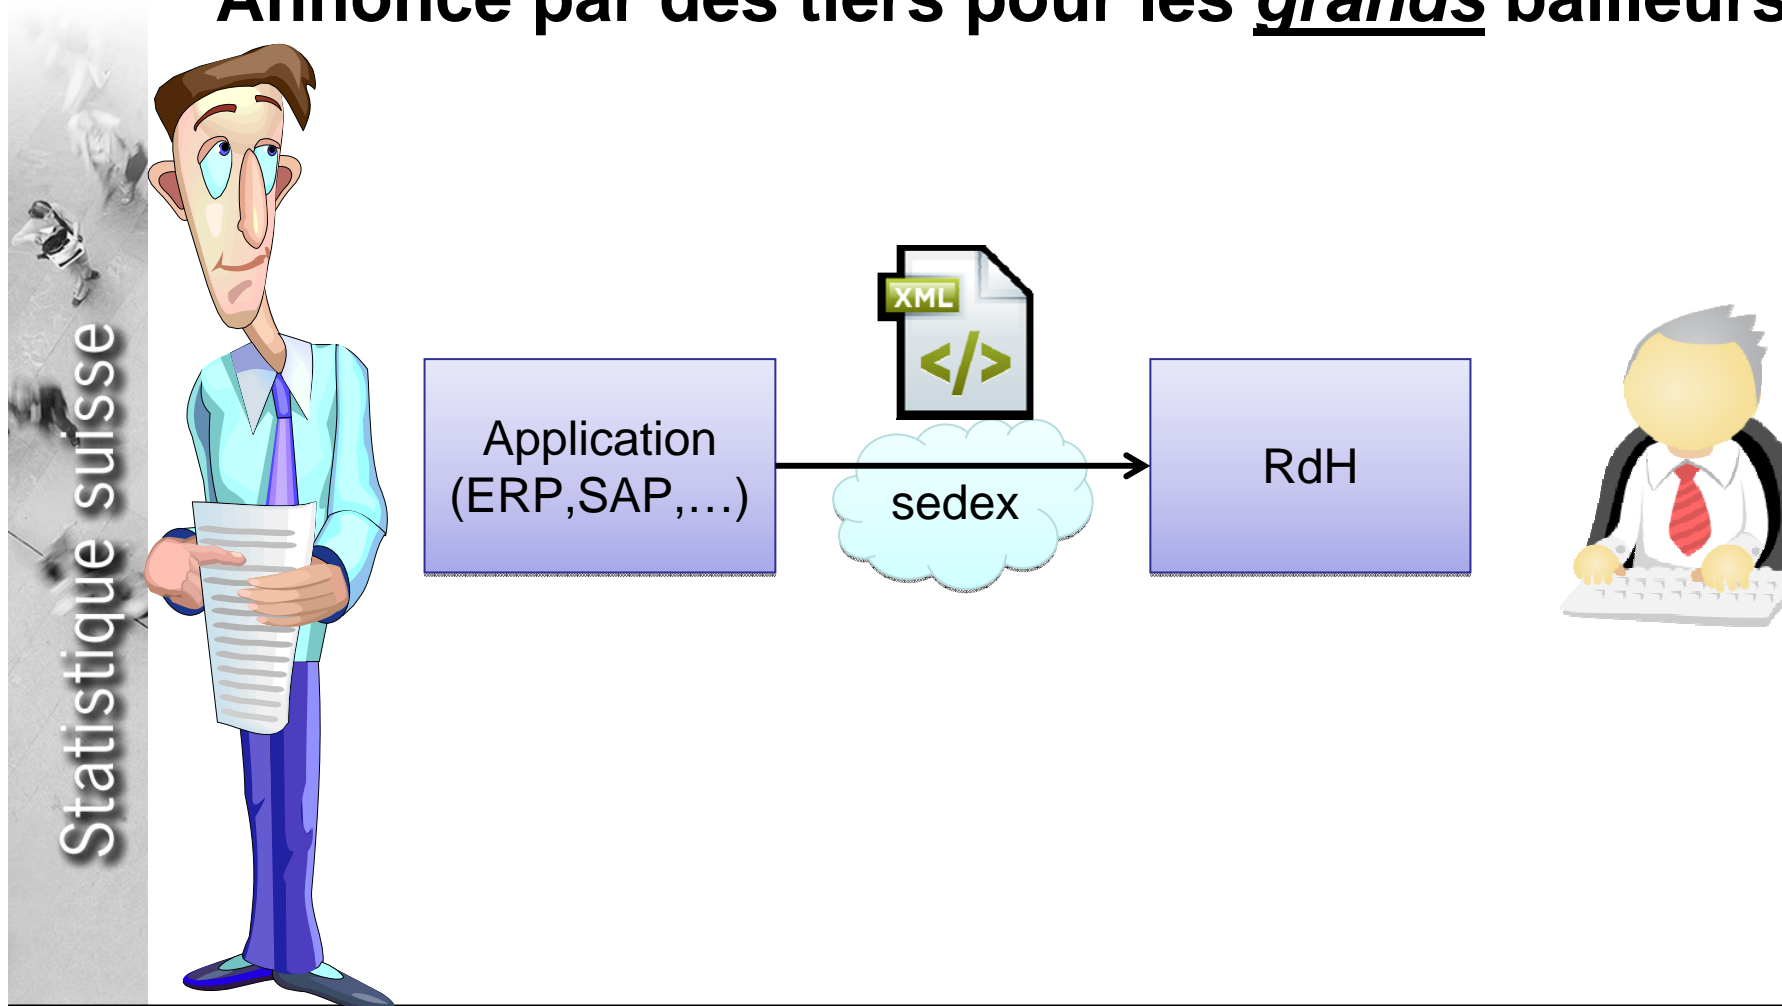 Annonce par des tiers pour les grands bailleurs
Statistique suisse
XML
</>
Application
(ERP,SAP,…)
sedex
RdH